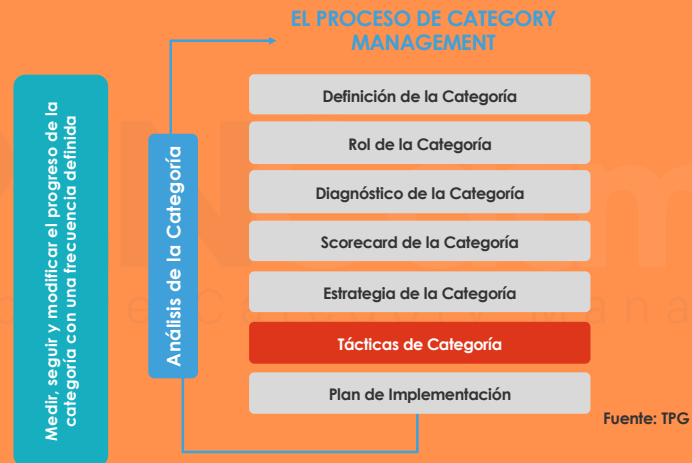 EL PROCESO DE CATEGORY
MANAGEMENT
Medir, seguir y modificar el progreso de la
categoría con una frecuencia definida
Análisis de la Categoría
Definición de la Categoría
Rol de la Categoría
Diagnóstico de la Categoría
Scorecard de la Categoría
Estrategia de la Categoría
Tácticas de Categoría
Plan de Implementación
Fuente: TPG